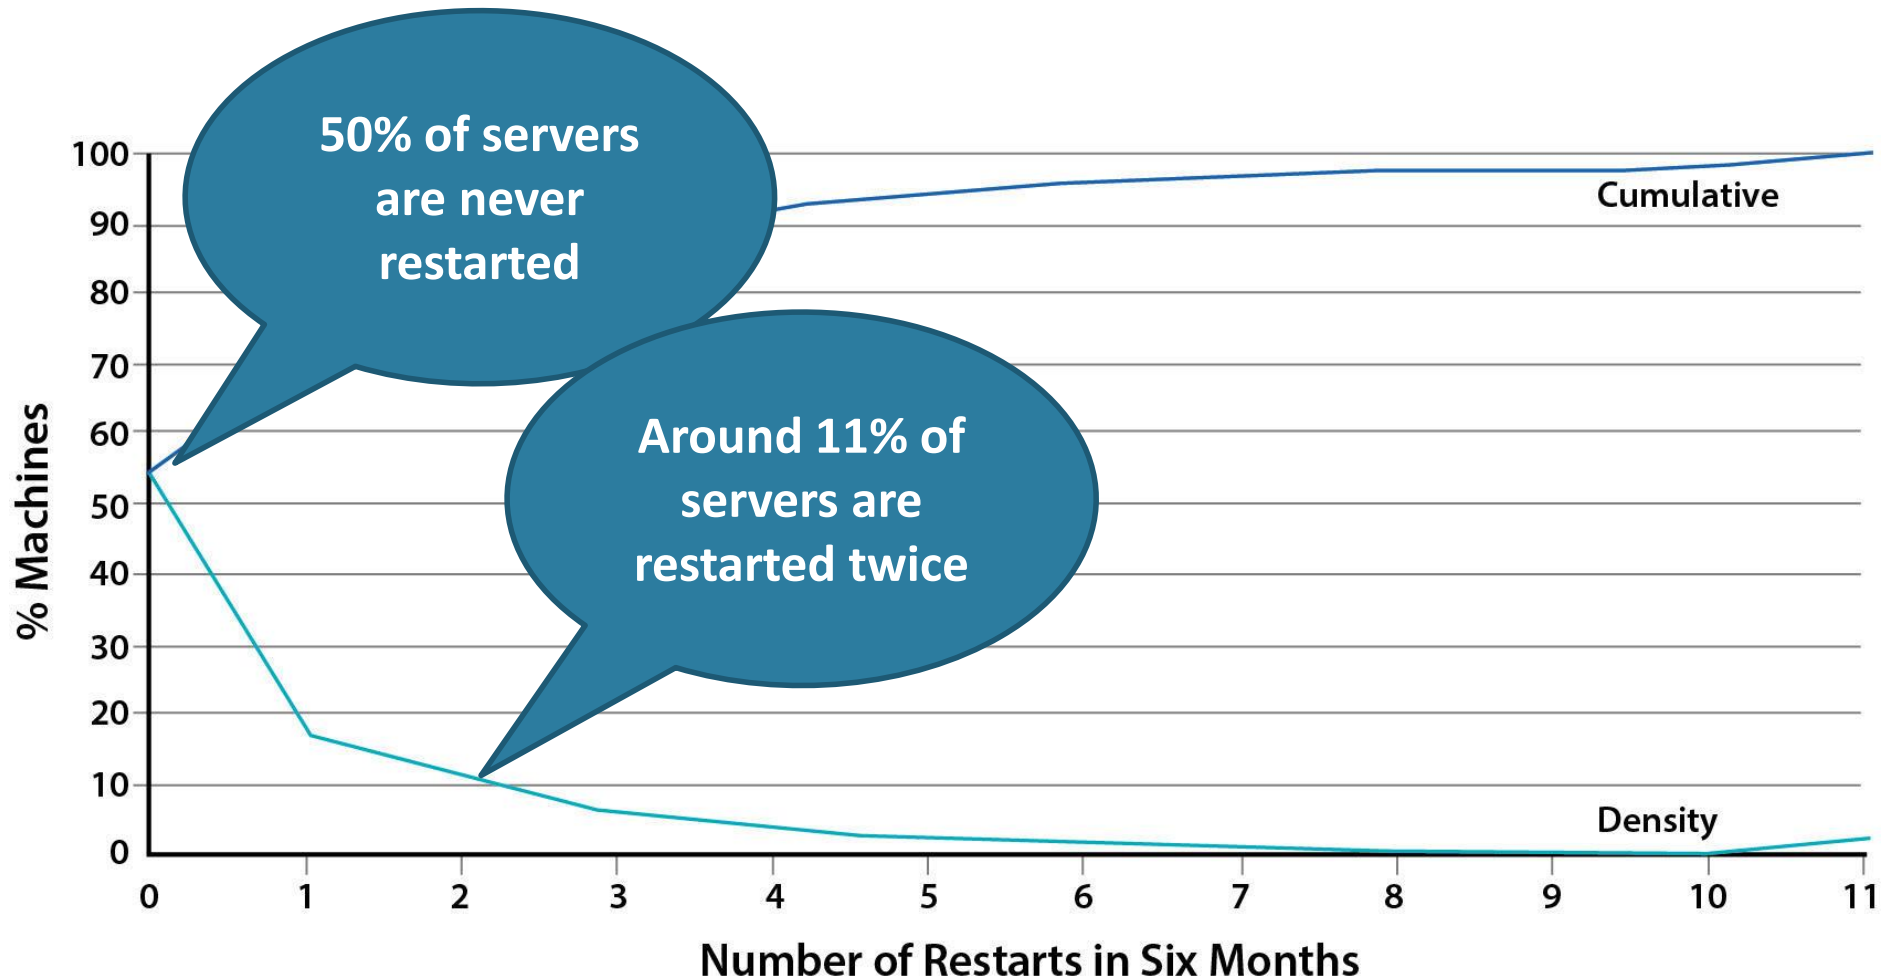 50% of servers
are never
restarted
Around 11% of
servers are
restarted twice
% Machines
100
90
80
70
60
50
40
30
20
10
0
Cumulative
Density
0 1 2 3 4 5 6 7 8 9 10 11
Number of Restarts in Six Months